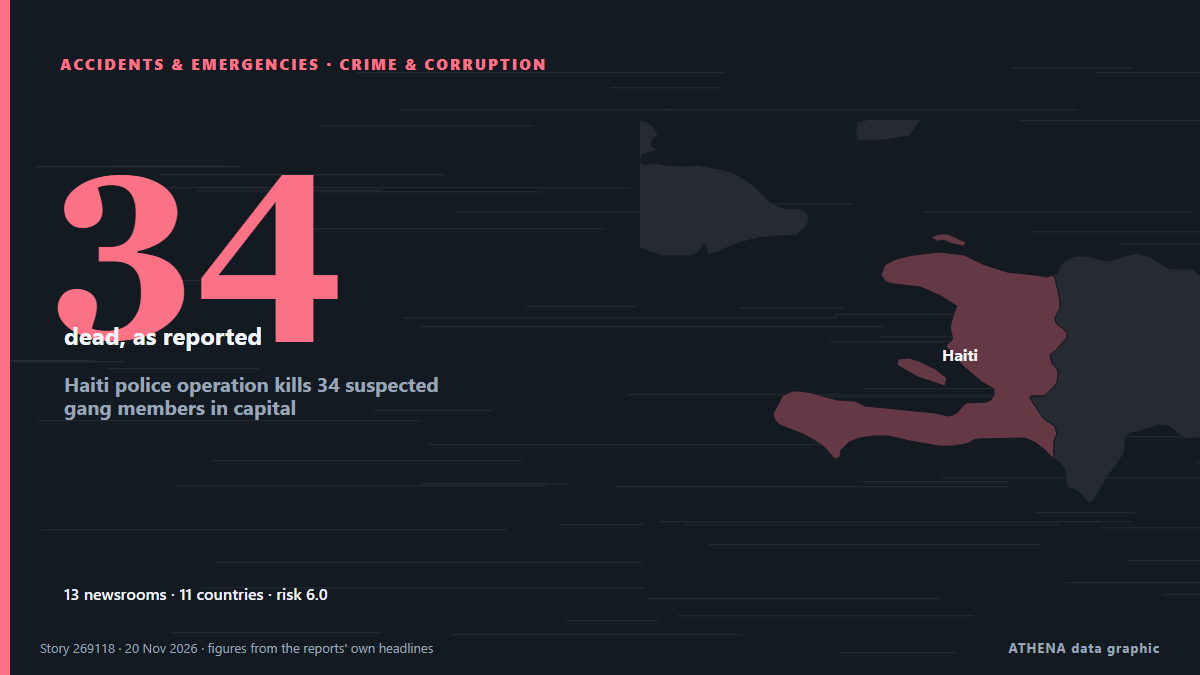 ACCIDENTS & EMERGENCIES · CRIME & CORRUPTION
34
dead, as reported
Haiti police operation kills 34 suspected
gang members in capital
Haiti
13 newsrooms · 11 countries · risk 6.0
Story 269118 · 20 Nov 2026 · figures from the reports' own headlines
ATHENA data graphic